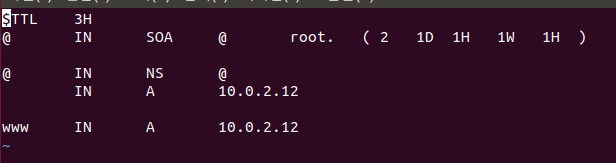 $TTL 3H
@ IN SOA @ root. ( 2 1D 1H 1W 1H )
@ IN NS @
IN A 10.0.2.12
www IN A 10.0.2.12
~